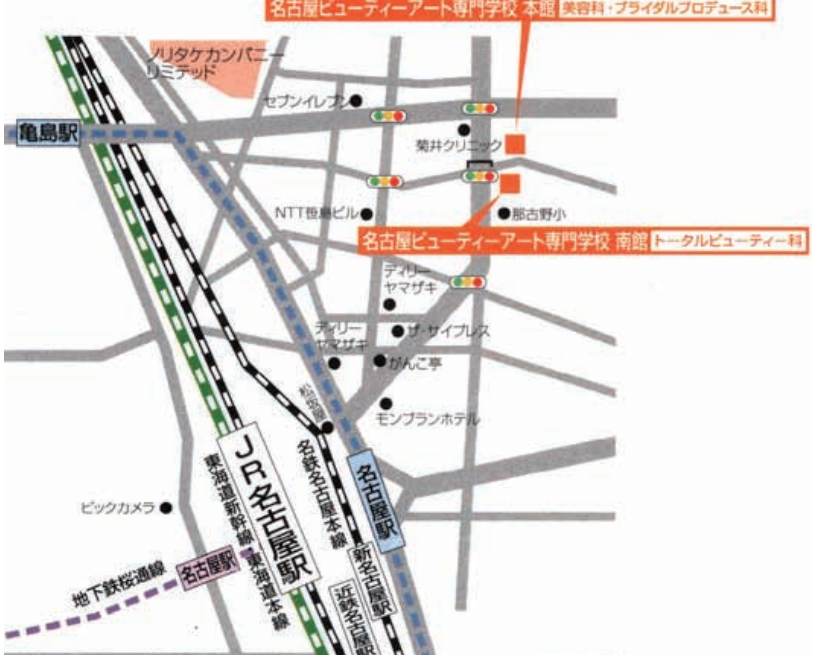 名古屋ビューティーアート専門学校 本館 美容科・ブライダルプロデュース科
ノリタケカンパニー
リミテッド
セブンイレブン
亀島駅
菊井クリニック
NTT笹島ビル
那古野小
名古屋ビューティーアート専門学校 南館 トータルビューティー科
デイリー
ヤマザキ
デイリー
ヤマザキ
ザ・サイプレス
がんこ亭
松坂屋
モンブランホテル
JR名古屋駅
東海道新幹線
東海道本線
名鉄名古屋本線
名古屋駅
ビックカメラ
名古屋駅
地下鉄桜通線
新名古屋駅
近鉄名古屋駅